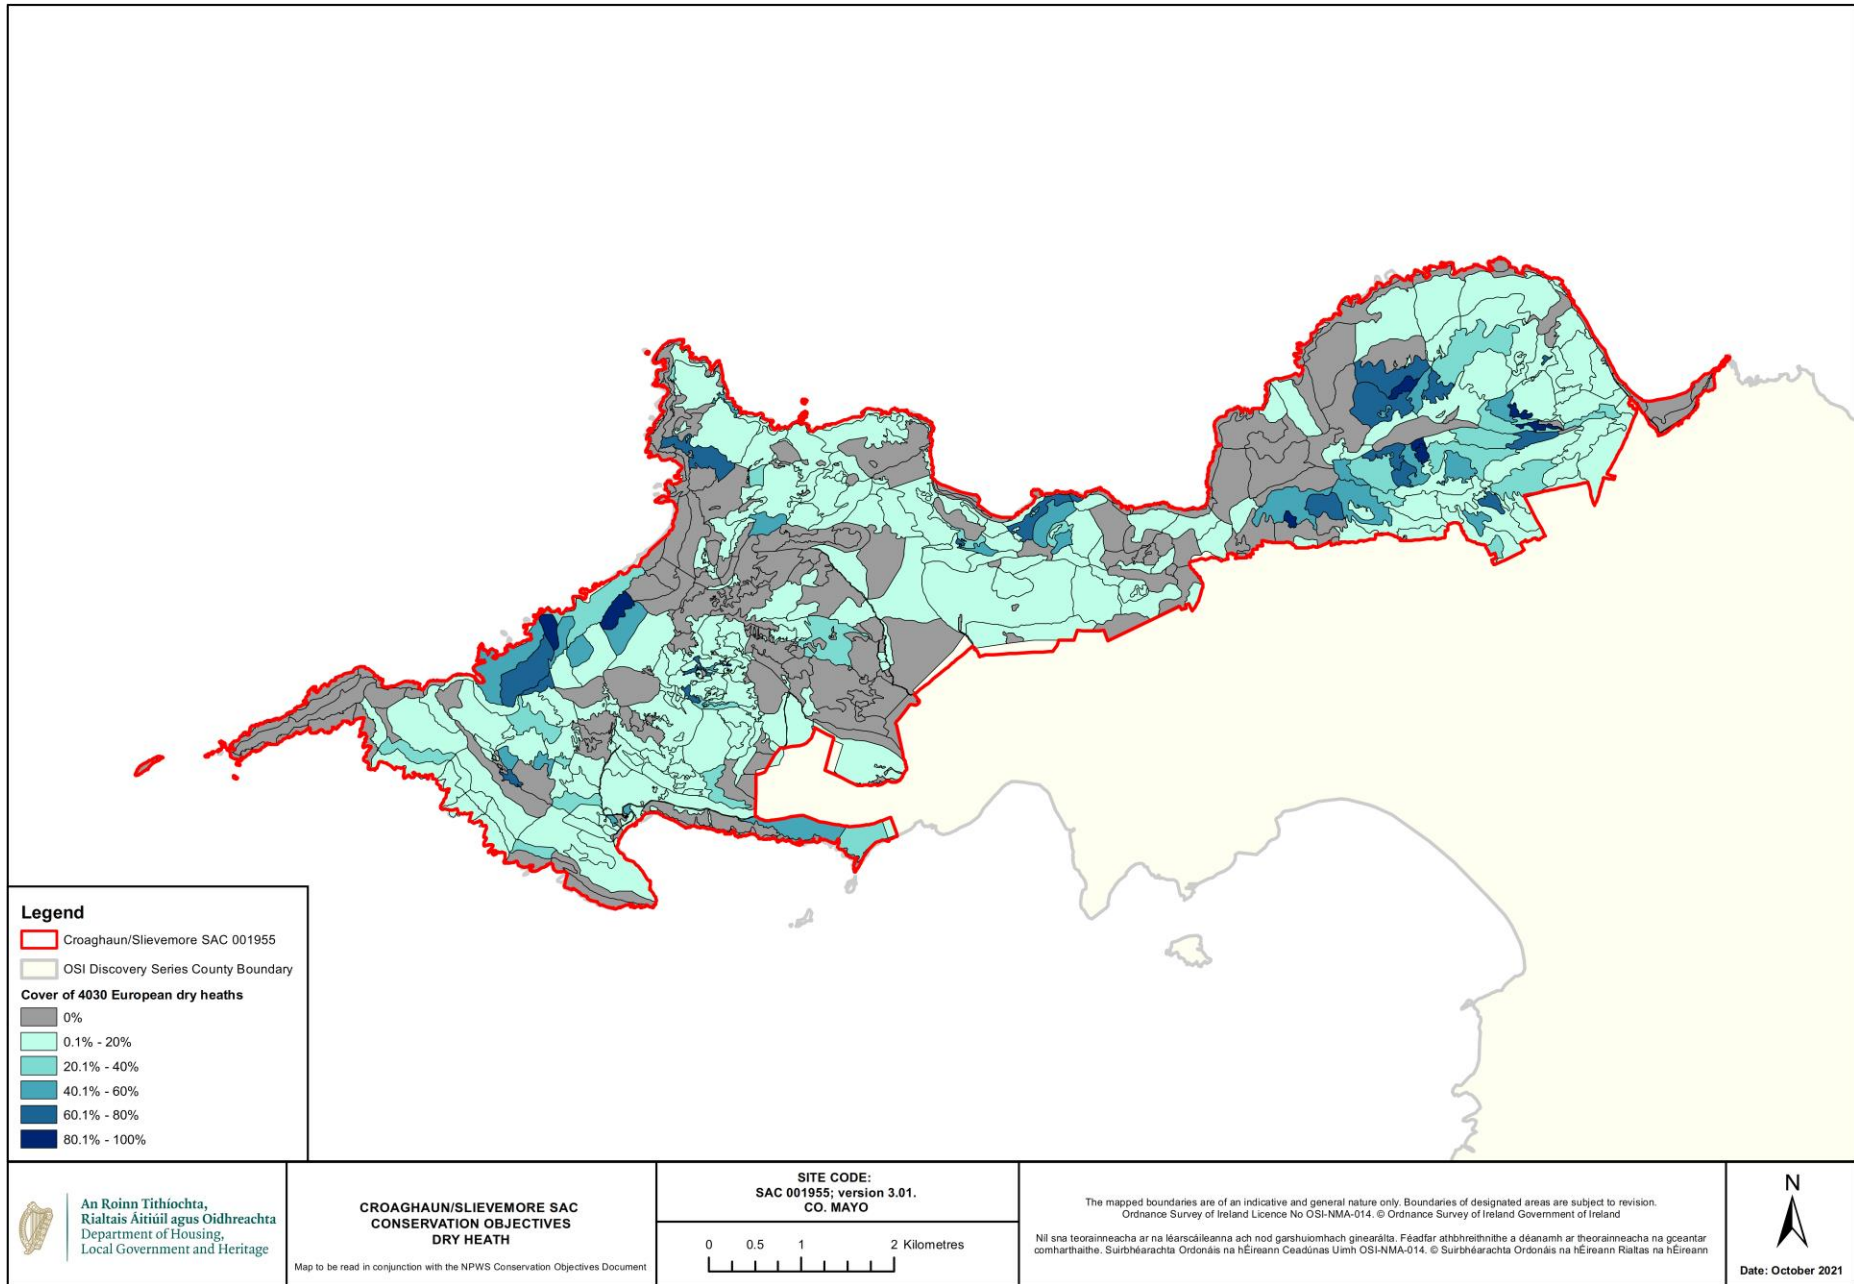 Legend
Croaghaun/Slievemore SAC 001955
OSI Discovery Series County Boundary
Cover of 4030 European dry heaths
0%
0.1% - 20%
20.1% - 40%
40.1% - 60%
60.1% - 80%
80.1% - 100%
An Roinn Tithíochta,
Rialtais Áitiúil agus Oidhreachta
Department of Housing,
Local Government and Heritage
CROAGHAUN/SLIEVEMORE SAC
CONSERVATION OBJECTIVES
DRY HEATH
Map to be read in conjunction with the NPWS Conservation Objectives Document
SITE CODE:
SAC 001955; version 3.01.
CO. MAYO
0 0.5 1 2 Kilometres
The mapped boundaries are of an indicative and general nature only. Boundaries of designated areas are subject to revision.
Ordnance Survey of Ireland Licence No OSI-NMA-014. © Ordnance Survey of Ireland Government of Ireland
Níl sna teorainneacha ar na léarscáileanna ach nod garshuiomhach ginearálta. Féadfar athbhreithnithe a déanamh ar theorainneacha na gceantar
comharthaithe. Suirbhéarachta Ordonáis na hÉireann Ceadúnas Uimh OSI-NMA-014. © Suirbhéarachta Ordonáis na hÉireann Rialtas na hÉireann
N
Date: October 2021